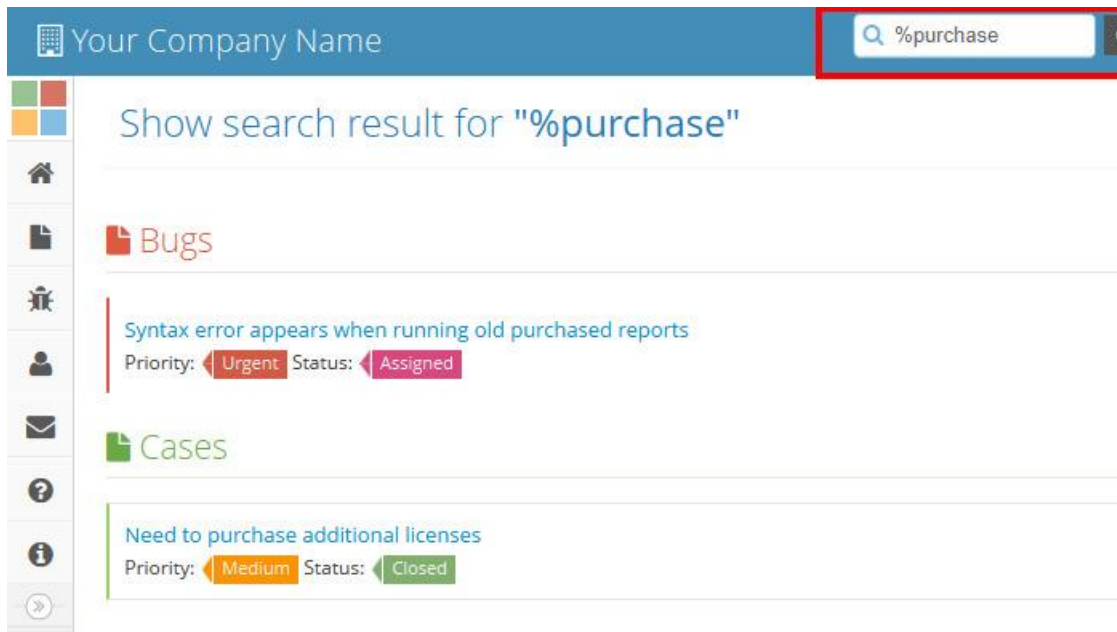 Your Company Name
%purchase
Show search result for "%purchase"
Bugs
Syntax error appears when running old purchased reports
Priority: Urgent Status: Assigned
Cases
Need to purchase additional licenses
Priority: Medium Status: Closed